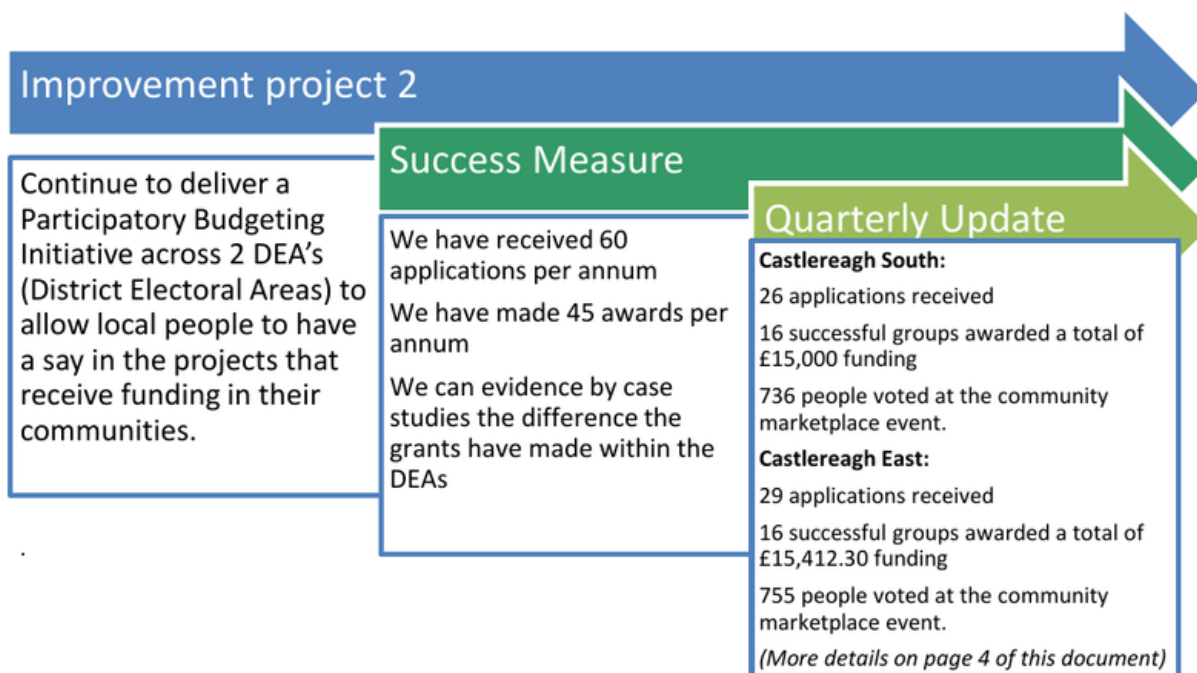 Improvement project 2
Continue to deliver a
Participatory Budgeting
Initiative across 2 DEA’s
(District Electoral Areas) to
allow local people to have
a say in the projects that
receive funding in their
communities.
.
Success Measure
We have received 60
applications per annum
We have made 45 awards per
annum
We can evidence by case
studies the difference the
grants have made within the
DEAs
Quarterly Update
Castlereagh South:
26 applications received
16 successful groups awarded a total of
£15,000 funding
736 people voted at the community
marketplace event.
Castlereagh East:
29 applications received
16 successful groups awarded a total of
£15,412.30 funding
755 people voted at the community
marketplace event.
(More details on page 4 of this document)